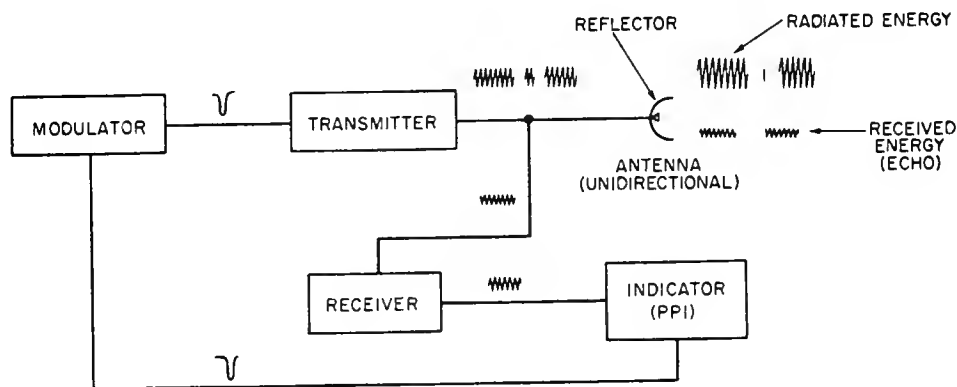 REFLECTOR
RADIATED ENERGY
MODULATOR
TRANSMITTER
RECEIVED
ENERGY
(ECHO)
ANTENNA
(UNIDIRECTIONAL)
RECEIVER
INDICATOR
(PPI)